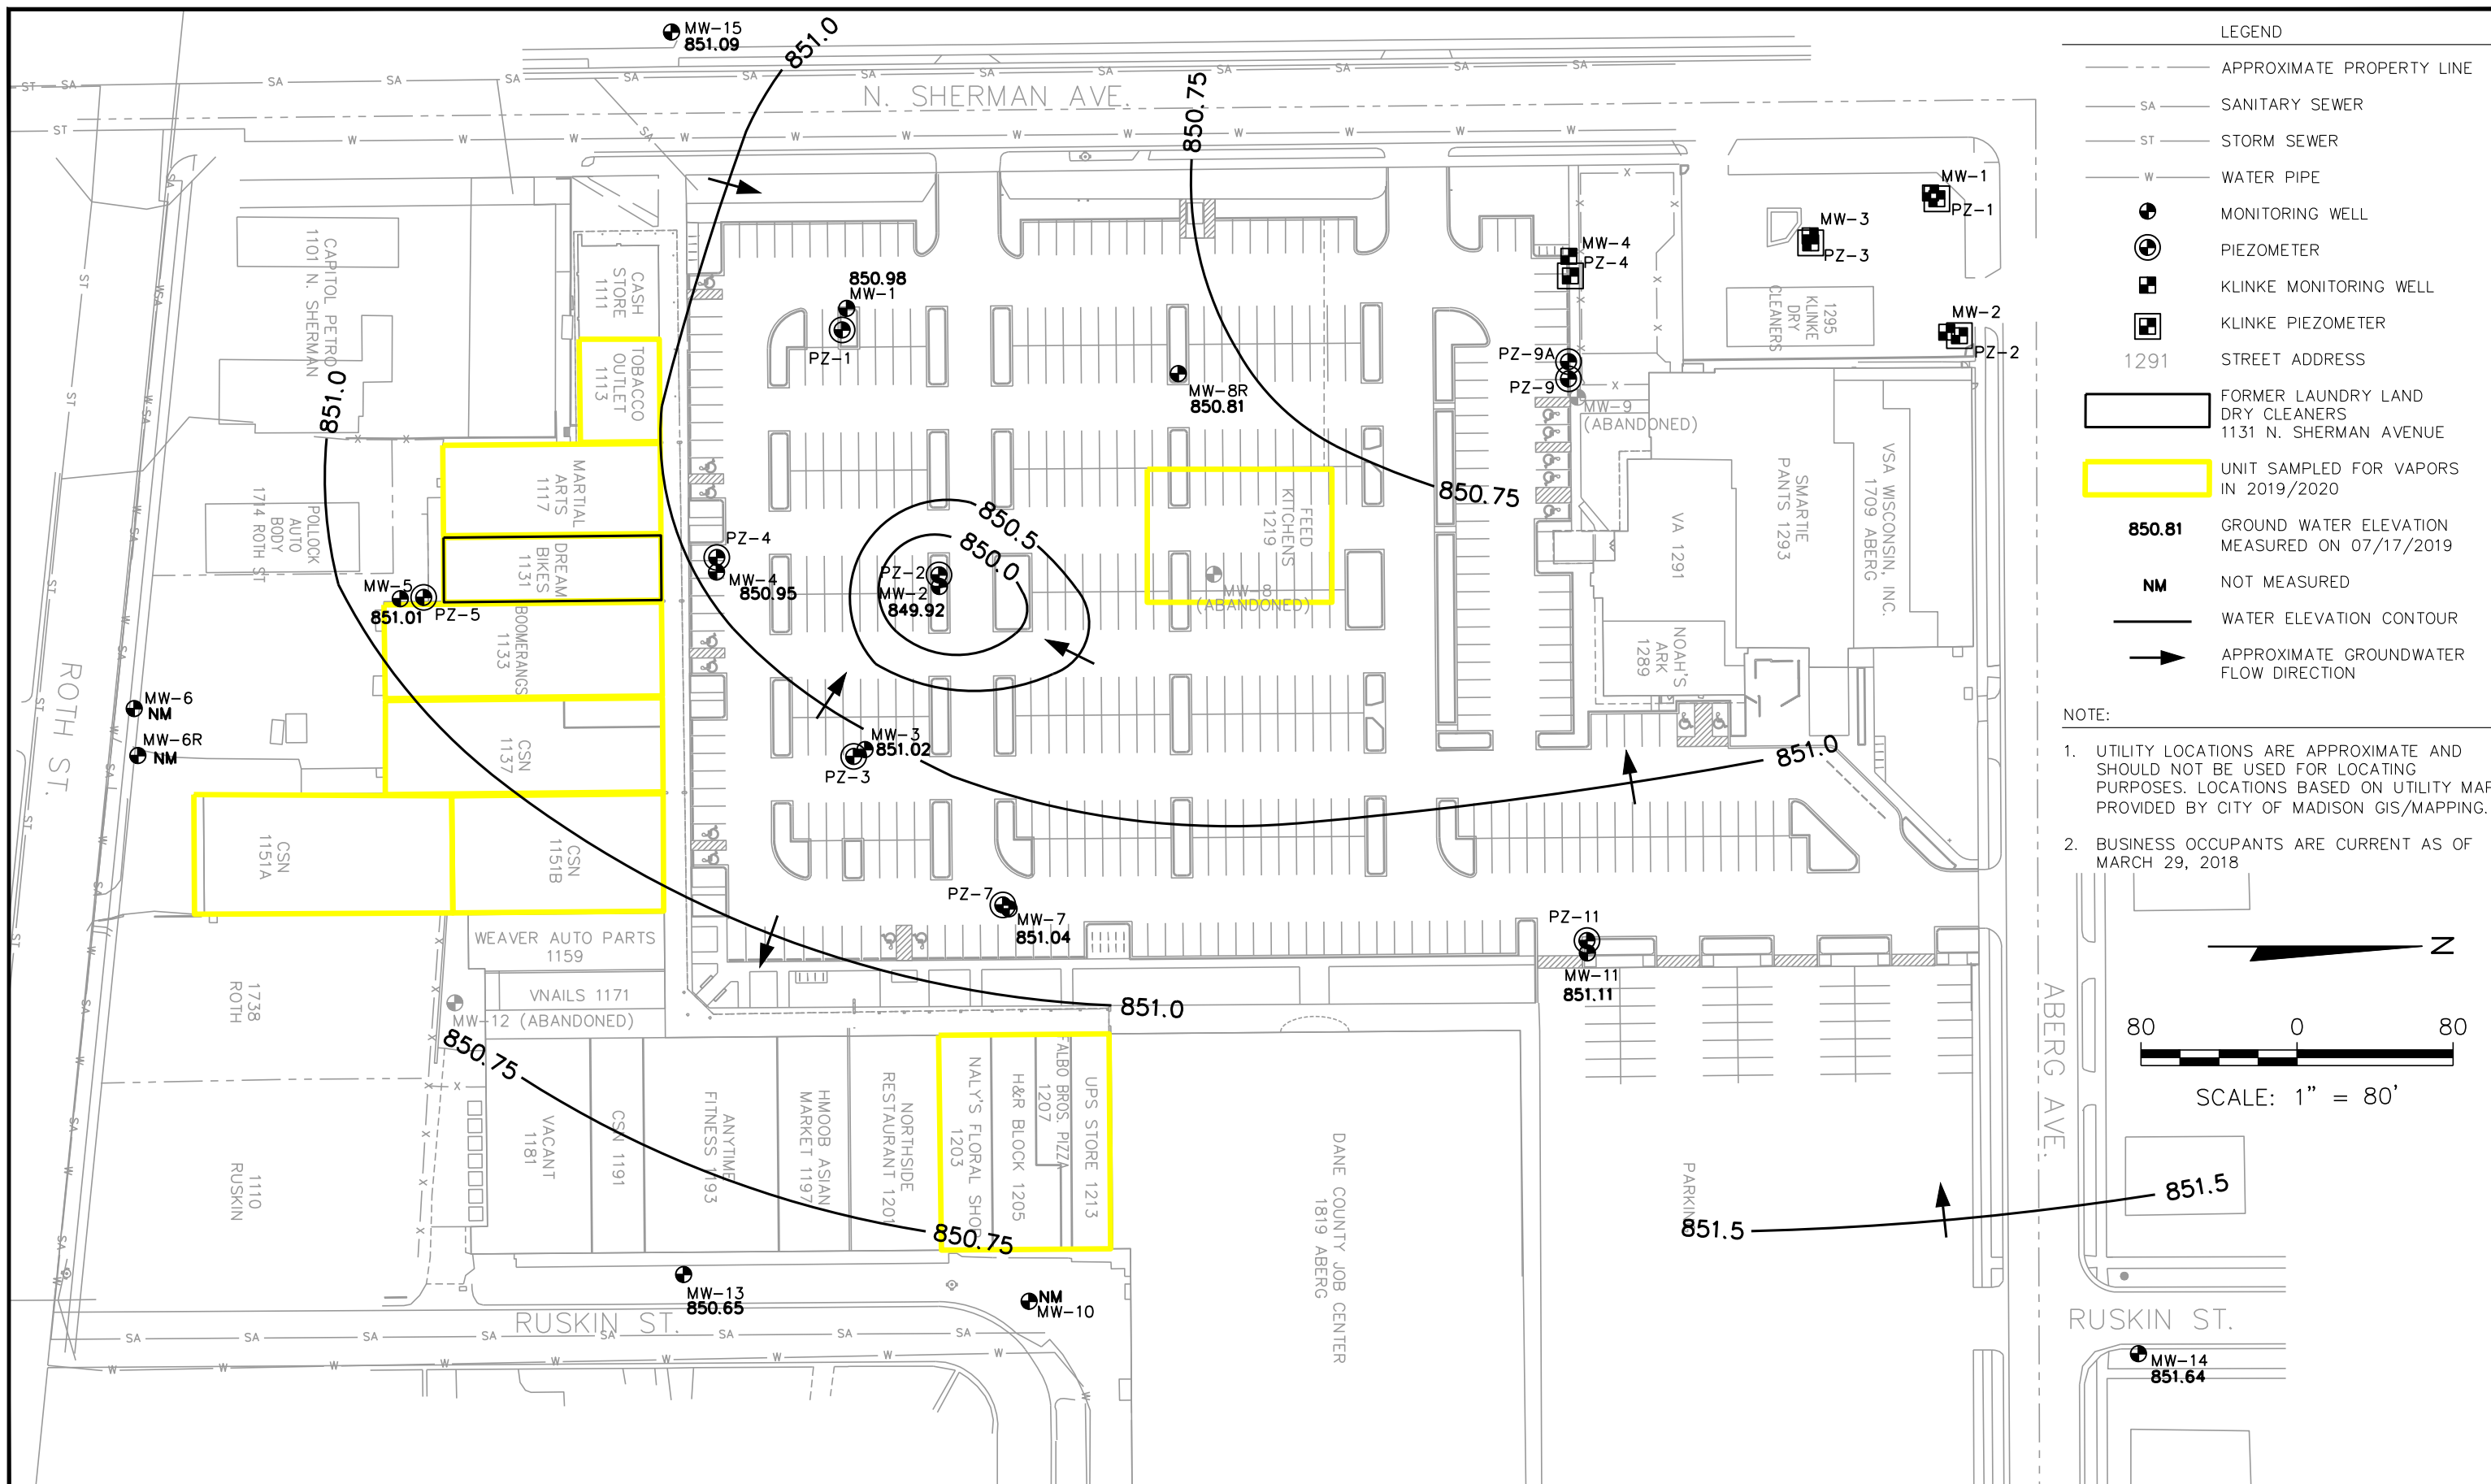 MW-15
851.09
851.0
N. SHERMAN AVE.
850.75
ST
SA
W
CAPITOL PETRO
1101 N. SHERMAN
CASH
STORE
1111
TOBACCO
OUTLET
1113
851.0
850.98
MW-1
PZ-1
MW-8R
850.81
MW-4
PZ-4
PZ-9A
PZ-9
MW-9
(ABANDONED)
MW-1
PZ-1
MW-3
PZ-3
MW-2
PZ-2
1295
KLINKE
DRY
CLEANERS
MARTIAL
ARTS
1117
POLLOCK
AUTO
BODY
1714 ROTH ST
DREAM
BIKES
1131
MW-5
851.01
PZ-5
BOOMERANGS
1133
PZ-4
MW-4
850.95
850.5
850.0
PZ-2
MW-2
849.92
FEED
KITCHENS
1219
MW-8
(ABANDONED)
850.75
VA 1291
SMARTIE
PANTS 1293
VSA WISCONSIN, INC.
1709 ABERG
NOAH'S
ARK
1289
ROTH ST.
MW-6
NM
MW-6R
NM
CSN
1137
MW-3
851.02
PZ-3
851.0
CSN
1151A
CSN
1151B
PZ-7
MW-7
851.04
PZ-11
MW-11
851.11
WEAVER AUTO PARTS
1159
VNAILS 1171
MW-12 (ABANDONED)
850.75
851.0
1738
ROTH
1110
RUSKIN
VACANT
1181
CSN 1191
ANYTIME
FITNESS 1193
HMOOB ASIAN
MARKET 1197
NORTHSIDE
RESTAURANT 1201
NALY'S FLORAL SHOP
1203
H&R BLOCK 1205
FALBO BROS. PIZZA
1207
UPS STORE 1213
DANE COUNTY JOB CENTER
1819 ABERG
PARKING
851.5
851.5
850.75
MW-13
850.65
NM
MW-10
RUSKIN ST.
ABERG AVE.
RUSKIN ST.
MW-14
851.64
LEGEND
APPROXIMATE PROPERTY LINE
SA SANITARY SEWER
ST STORM SEWER
W WATER PIPE
MONITORING WELL
PIEZOMETER
KLINKE MONITORING WELL
KLINKE PIEZOMETER
1291 STREET ADDRESS
FORMER LAUNDRY LAND
DRY CLEANERS
1131 N. SHERMAN AVENUE
UNIT SAMPLED FOR VAPORS
IN 2019/2020
850.81 GROUND WATER ELEVATION
MEASURED ON 07/17/2019
NM NOT MEASURED
WATER ELEVATION CONTOUR
APPROXIMATE GROUNDWATER
FLOW DIRECTION
NOTE:
1. UTILITY LOCATIONS ARE APPROXIMATE AND
SHOULD NOT BE USED FOR LOCATING
PURPOSES. LOCATIONS BASED ON UTILITY MAP
PROVIDED BY CITY OF MADISON GIS/MAPPING.
2. BUSINESS OCCUPANTS ARE CURRENT AS OF
MARCH 29, 2018
N
80 0 80
SCALE: 1" = 80'